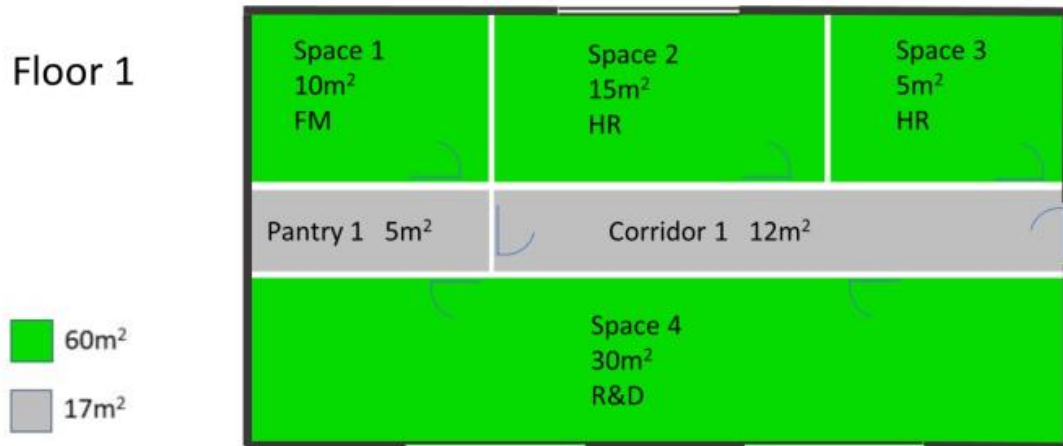 Floor 1
Space 1
10m²
FM
Space 2
15m²
HR
Space 3
5m²
HR
Pantry 1 5m²
Corridor 1 12m²
Space 4
30m²
R&D
60m²
17m²